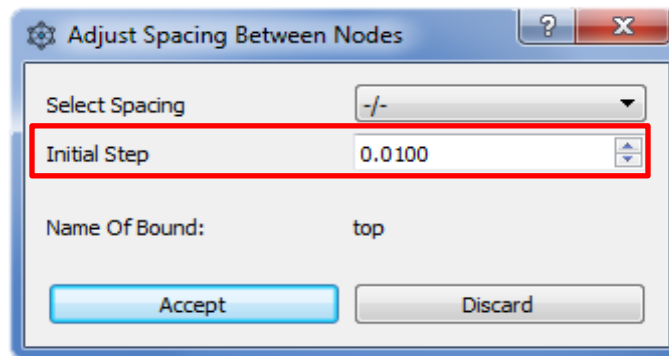 Adjust Spacing Between Nodes ? X
Select Spacing -/-
Initial Step 0.0100
Name Of Bound: top
Accept Discard